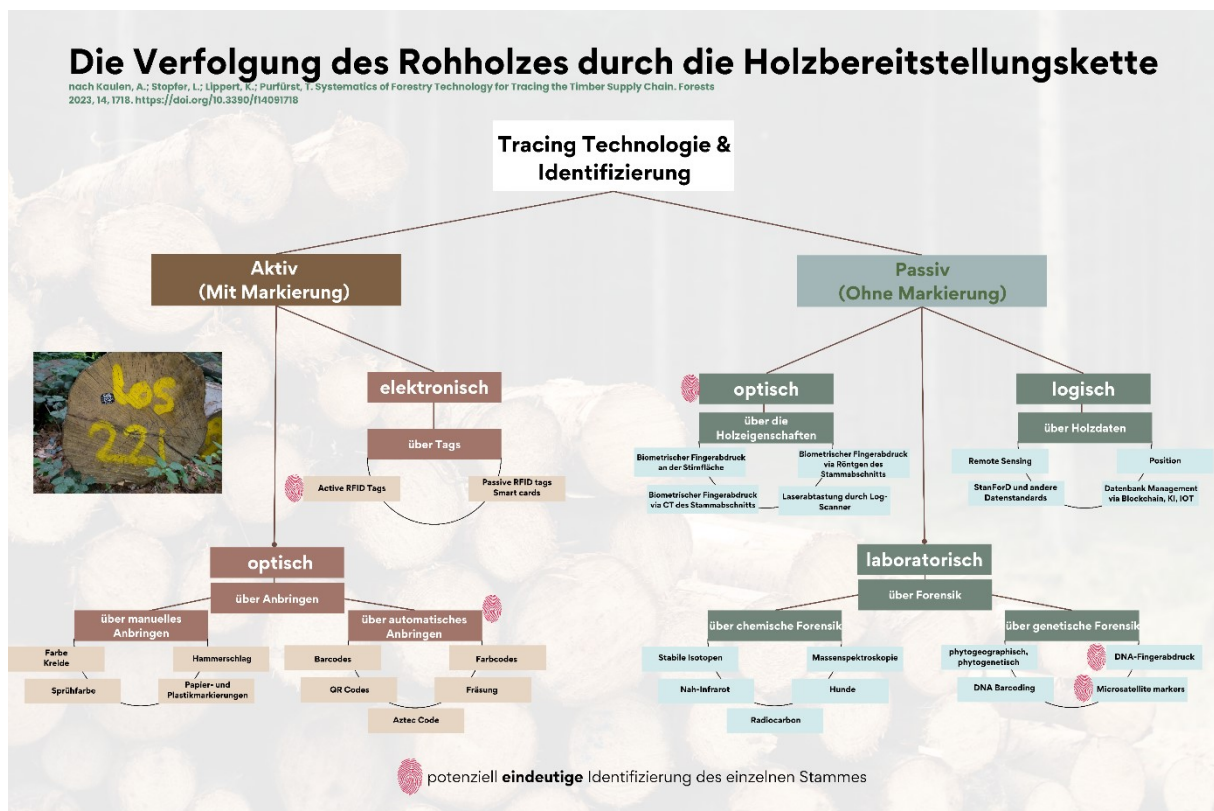 Die Verfolgung des Rohholzes durch die Holzbereitstellungskette
nach Kaulen, A.; Stopfer, L.; Lippert, K.; Purfürst, T. Systematics of Forestry Technology for Tracing the Timber Supply Chain. Forests
2023, 14, 1718. https://doi.org/10.3390/f14091718
Tracing Technologie &
Identifizierung
Aktiv
(Mit Markierung)
Passiv
(Ohne Markierung)
los
221
elektronisch
über Tags
Active RFID Tags
Passive RFID tags
Smart cards
optisch
über Anbringen
über manuelles
Anbringen
Farbe
Kreide
Hammerschlag
Sprühfarbe
Papier- und
Plastikmarkierungen
über automatisches
Anbringen
Barcodes
Farbcodes
QR Codes
Fräsung
Aztec Code
optisch
über die
Holzeigenschaften
Biometrischer Fingerabdruck
an der Stirnfläche
Biometrischer Fingerabdruck
via Röntgen des
Stammabschnitts
Biometrischer Fingerabdruck
via CT des Stammabschnitts
Laserabtastung durch Log-
Scanner
logisch
über Holzdaten
Remote Sensing
Position
StanForD und andere
Datenstandards
Datenbank Management
via Blockchain, KI, IOT
laboratorisch
über Forensik
über chemische Forensik
Stabile Isotopen
Massenspektroskopie
Nah-Infrarot
Hunde
Radiocarbon
über genetische Forensik
phytogeographisch,
phytogenetisch
DNA-Fingerabdruck
DNA Barcoding
Microsatellite markers
potenziell eindeutige Identifizierung des einzelnen Stammes